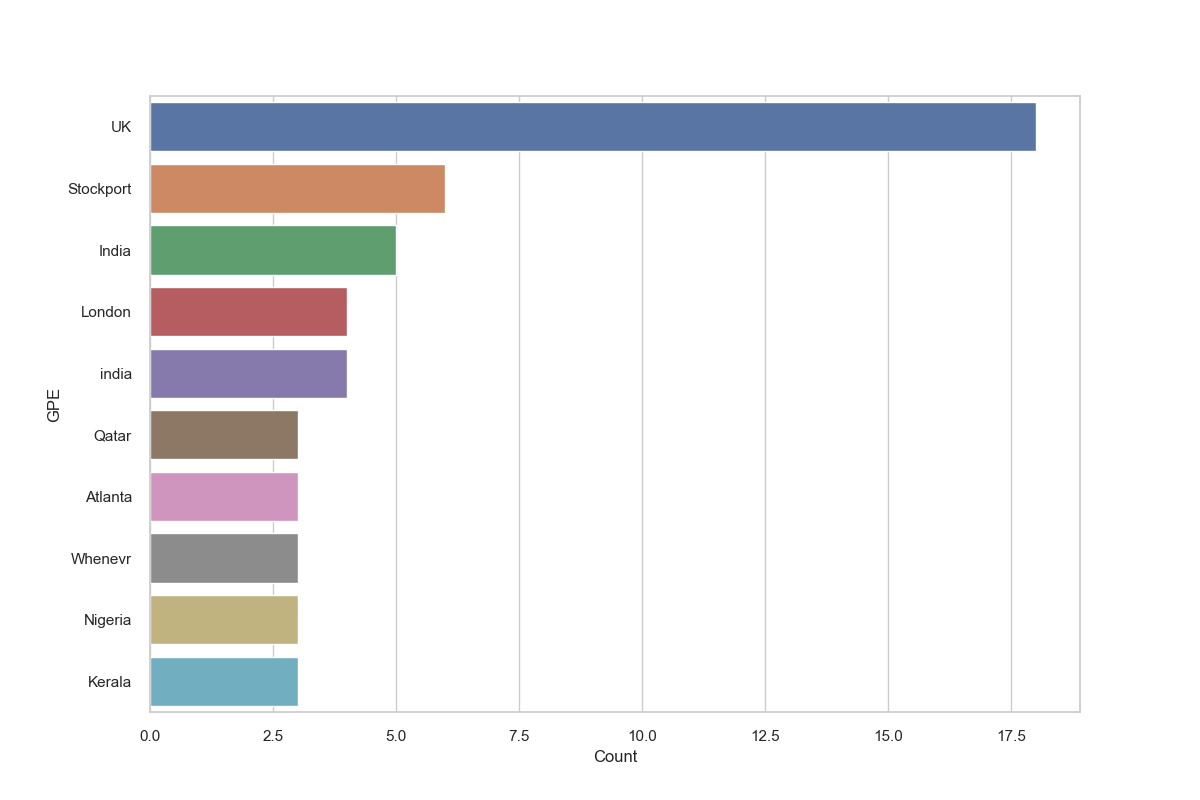 UK
Stockport
India
London
india
Qatar
Atlanta
Whenevr
Nigeria
Kerala
GPE
0.0 2.5 5.0 7.5 10.0 12.5 15.0 17.5
Count